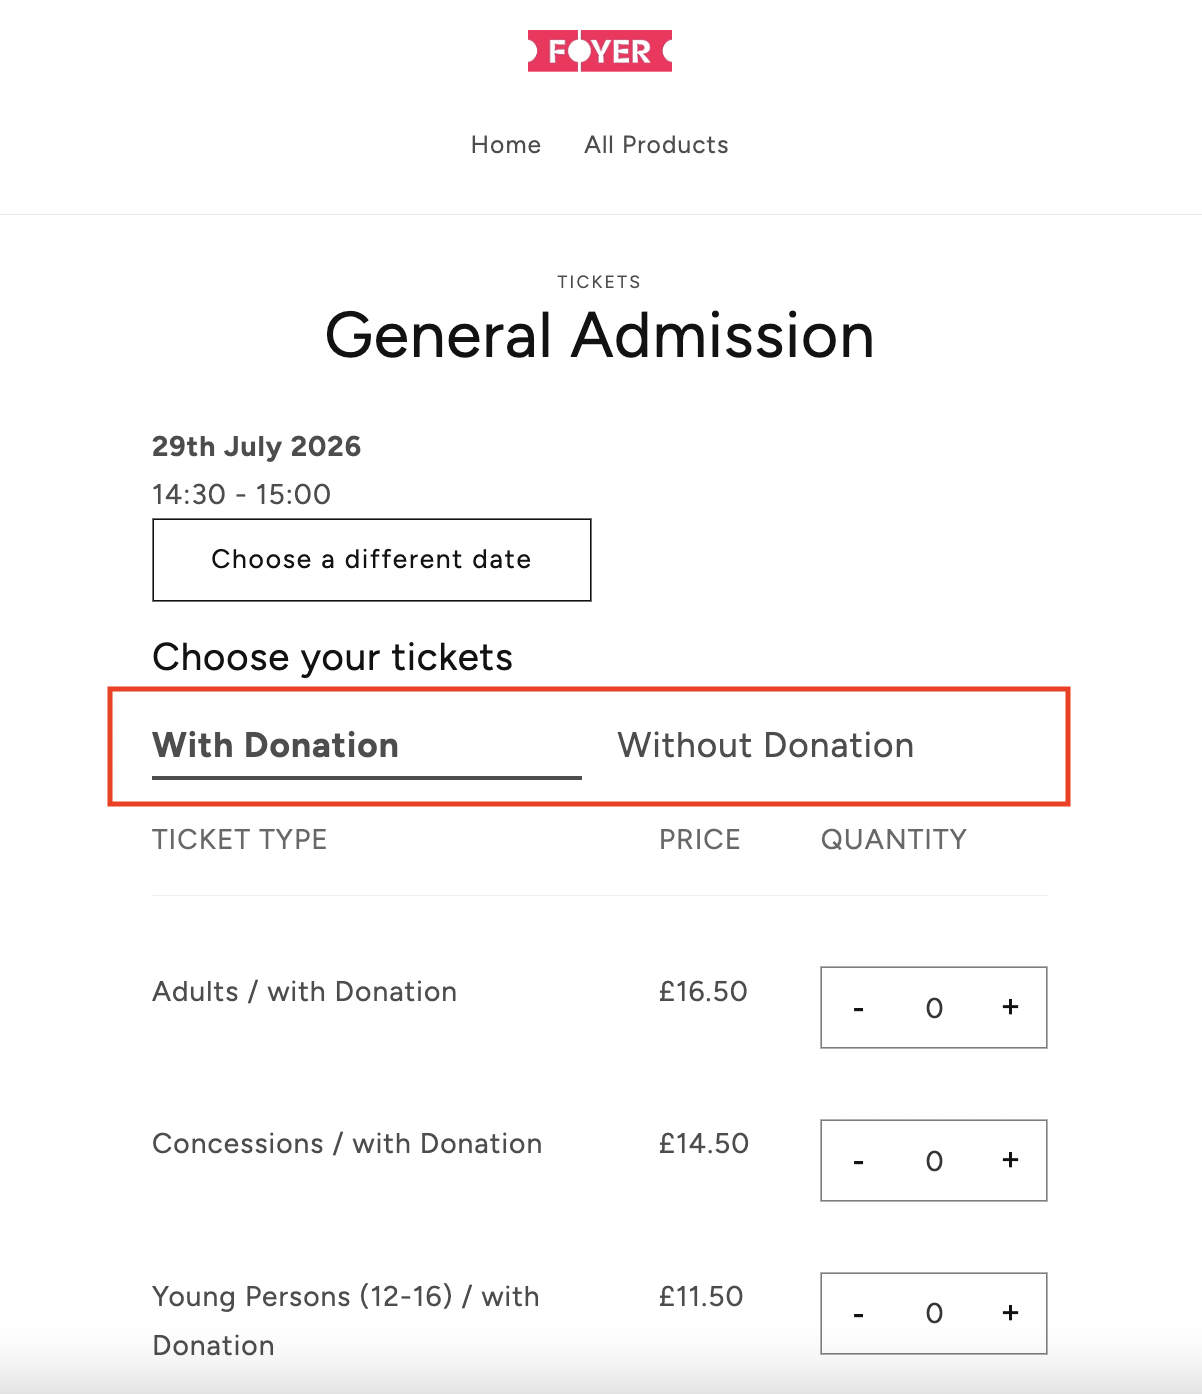 FOYER
Home All Products
TICKETS
General Admission
29th July 2026
14:30 - 15:00
Choose a different date
Choose your tickets
With Donation Without Donation
TICKET TYPE PRICE QUANTITY
Adults / with Donation £16.50 - 0 +
Concessions / with Donation £14.50 - 0 +
Young Persons (12-16) / with £11.50 - 0 +
Donation